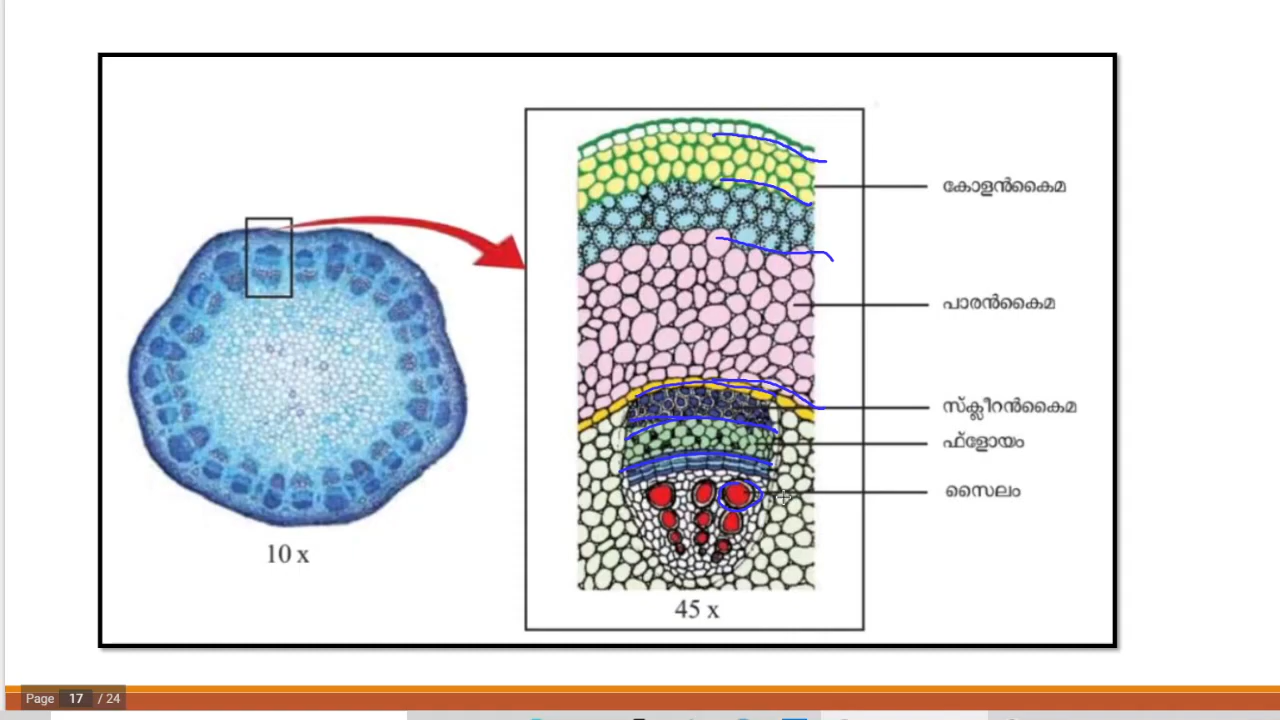 കോളൻകൈമ
പാരൻകൈമ
സ്ക്ലീറൻകൈമ
ഫ്ളോയം
സൈലം
10 x
45 x
Page 17 / 24